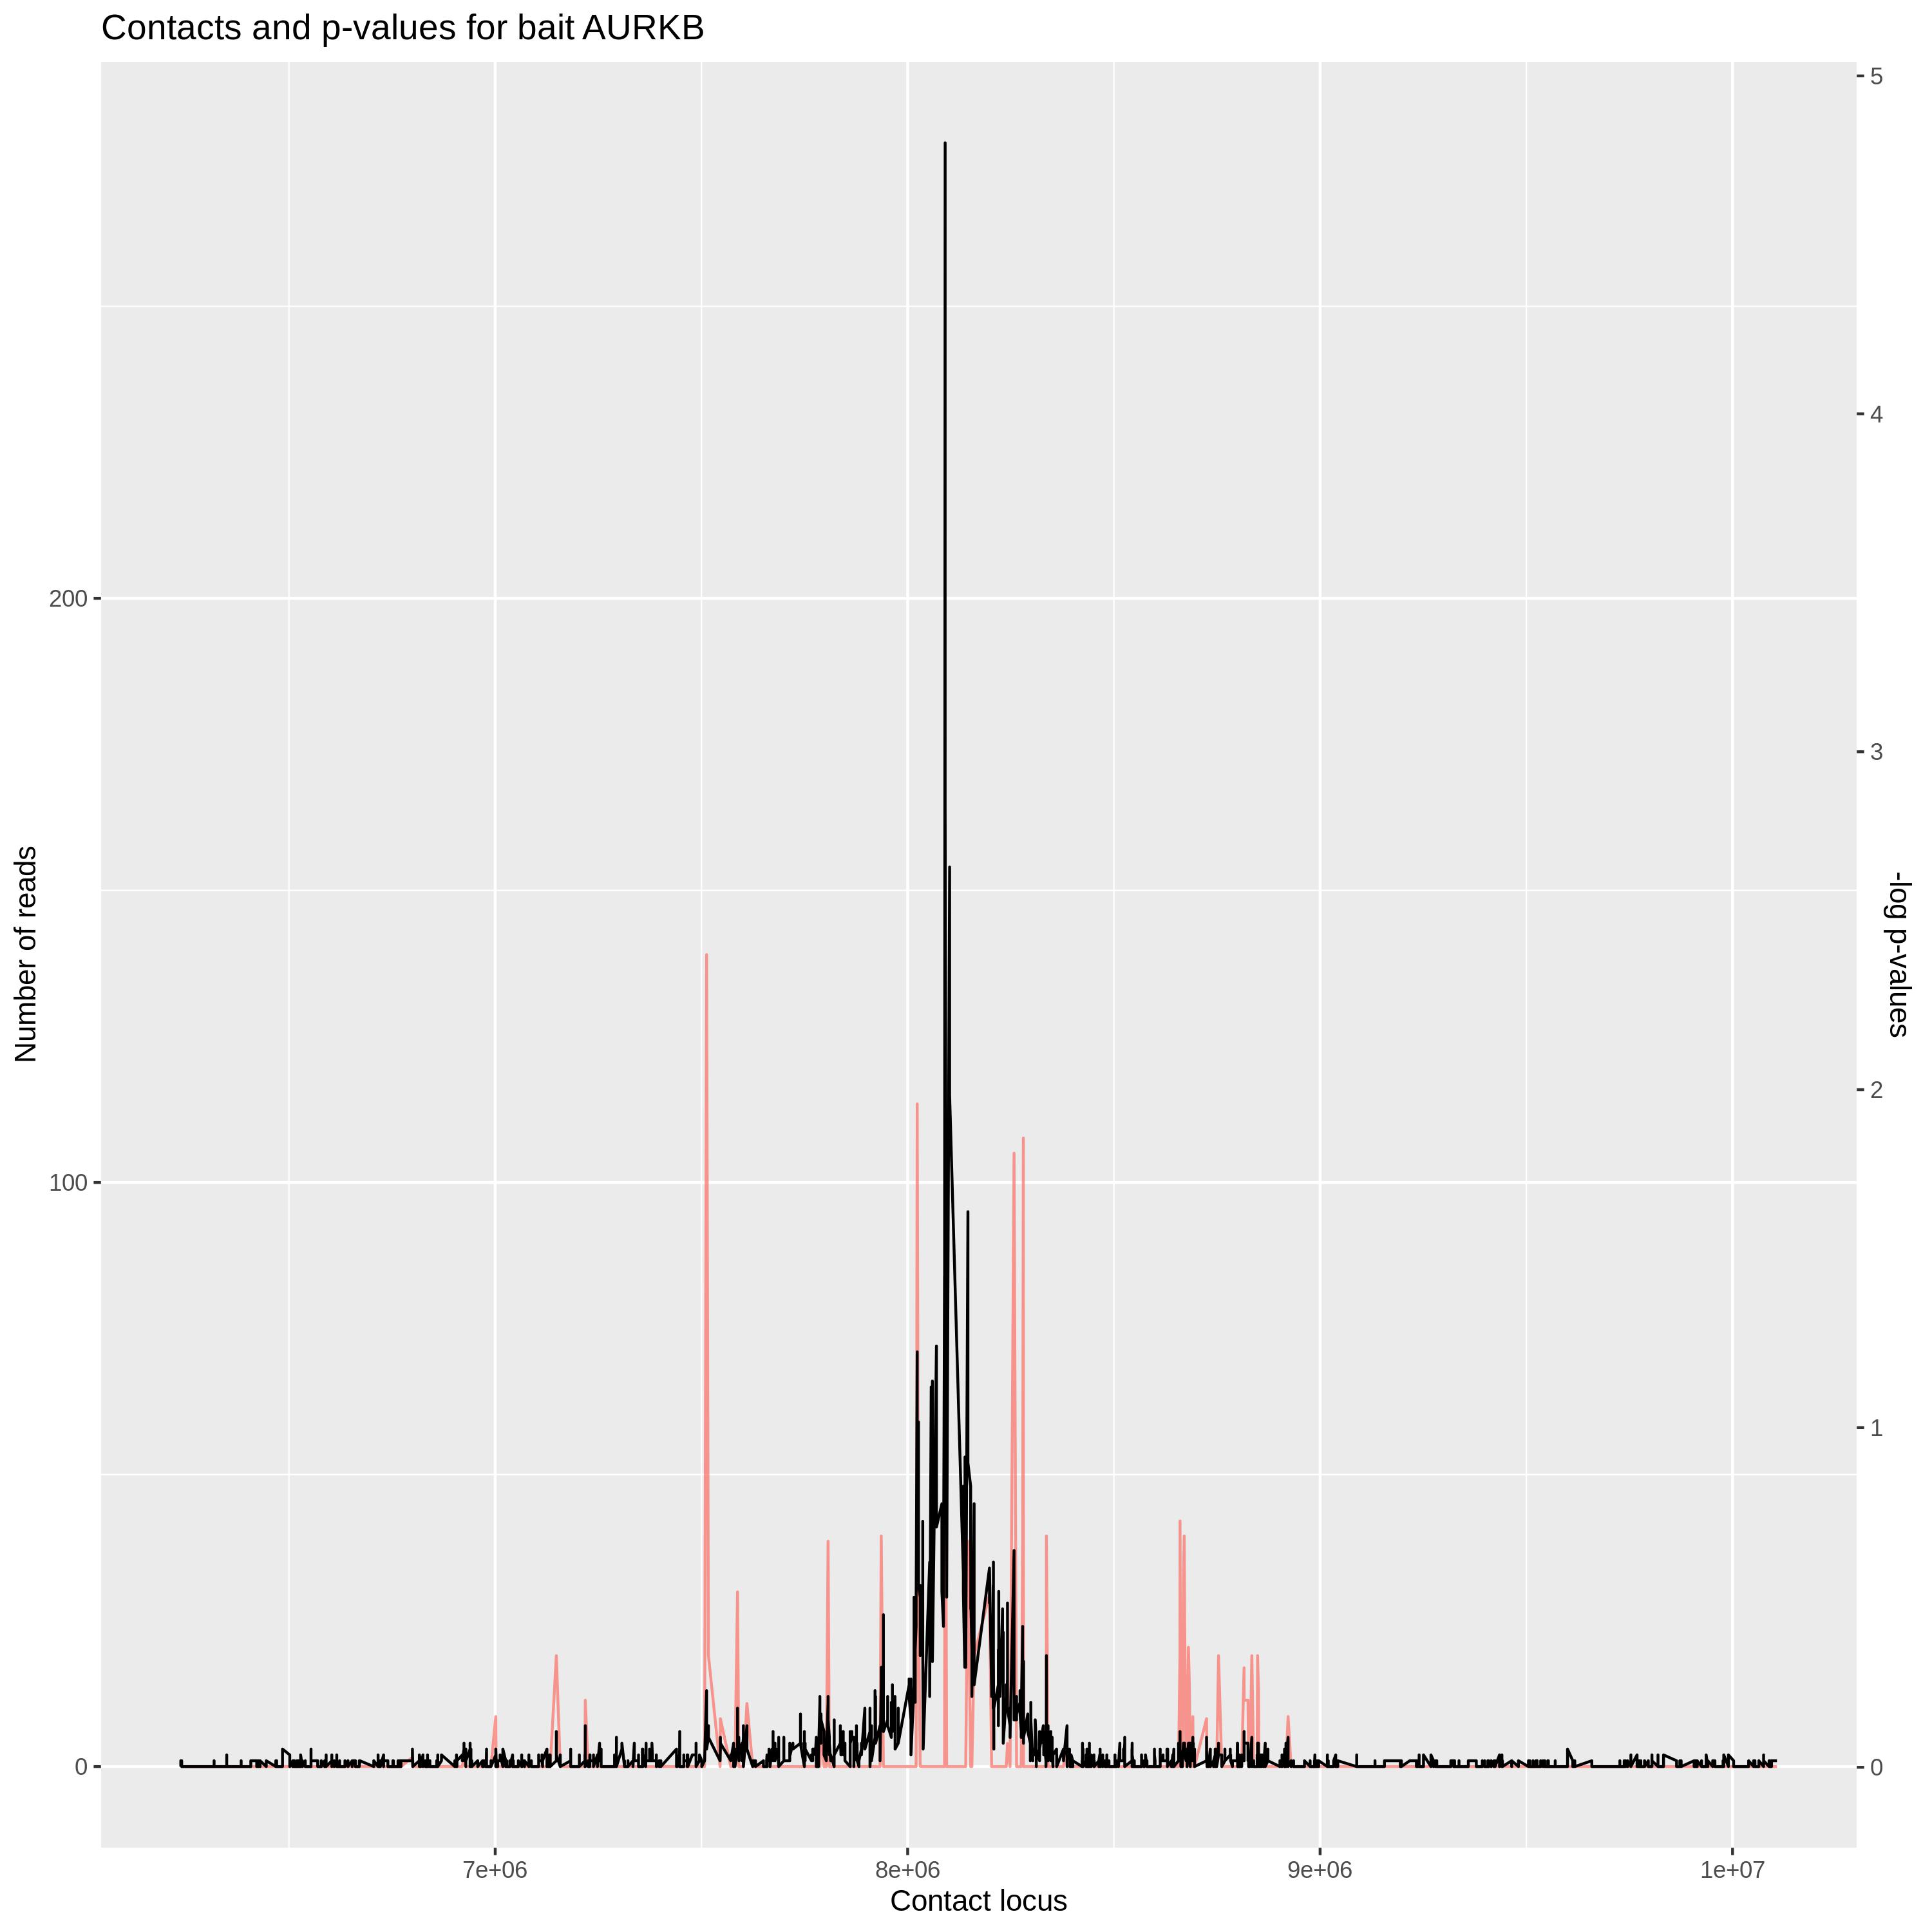 Contacts and p-values for bait AURKB
Number of reads
200
100
0
5
4
3
2
1
0
-log p-values
7e+06
8e+06
9e+06
1e+07
Contact locus